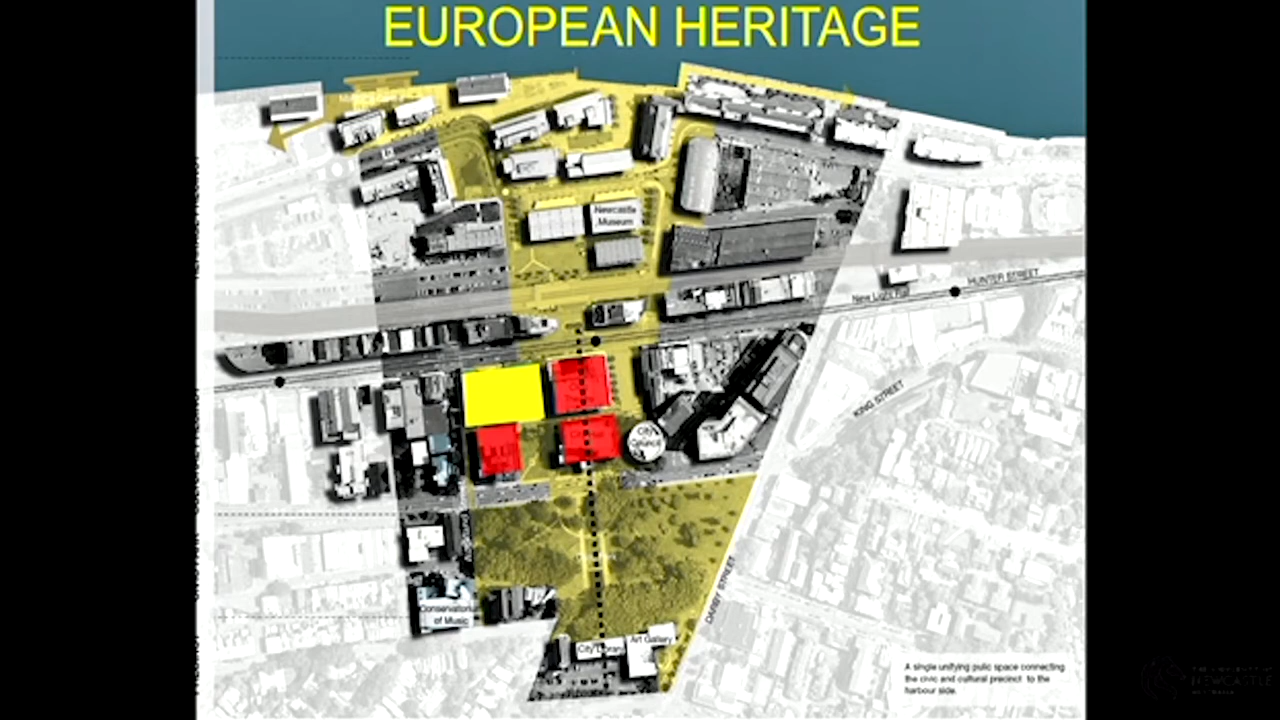 EUROPEAN HERITAGE
Newcastle
Museum
HUNTER STREET
KING STREET
City
Council
DARBY STREET
Conservatorium
of Music
City Library
Art Gallery
A single unifying pulic space connecting
the civic and cultural precinct to the
harbour side.
NEWCASTLE